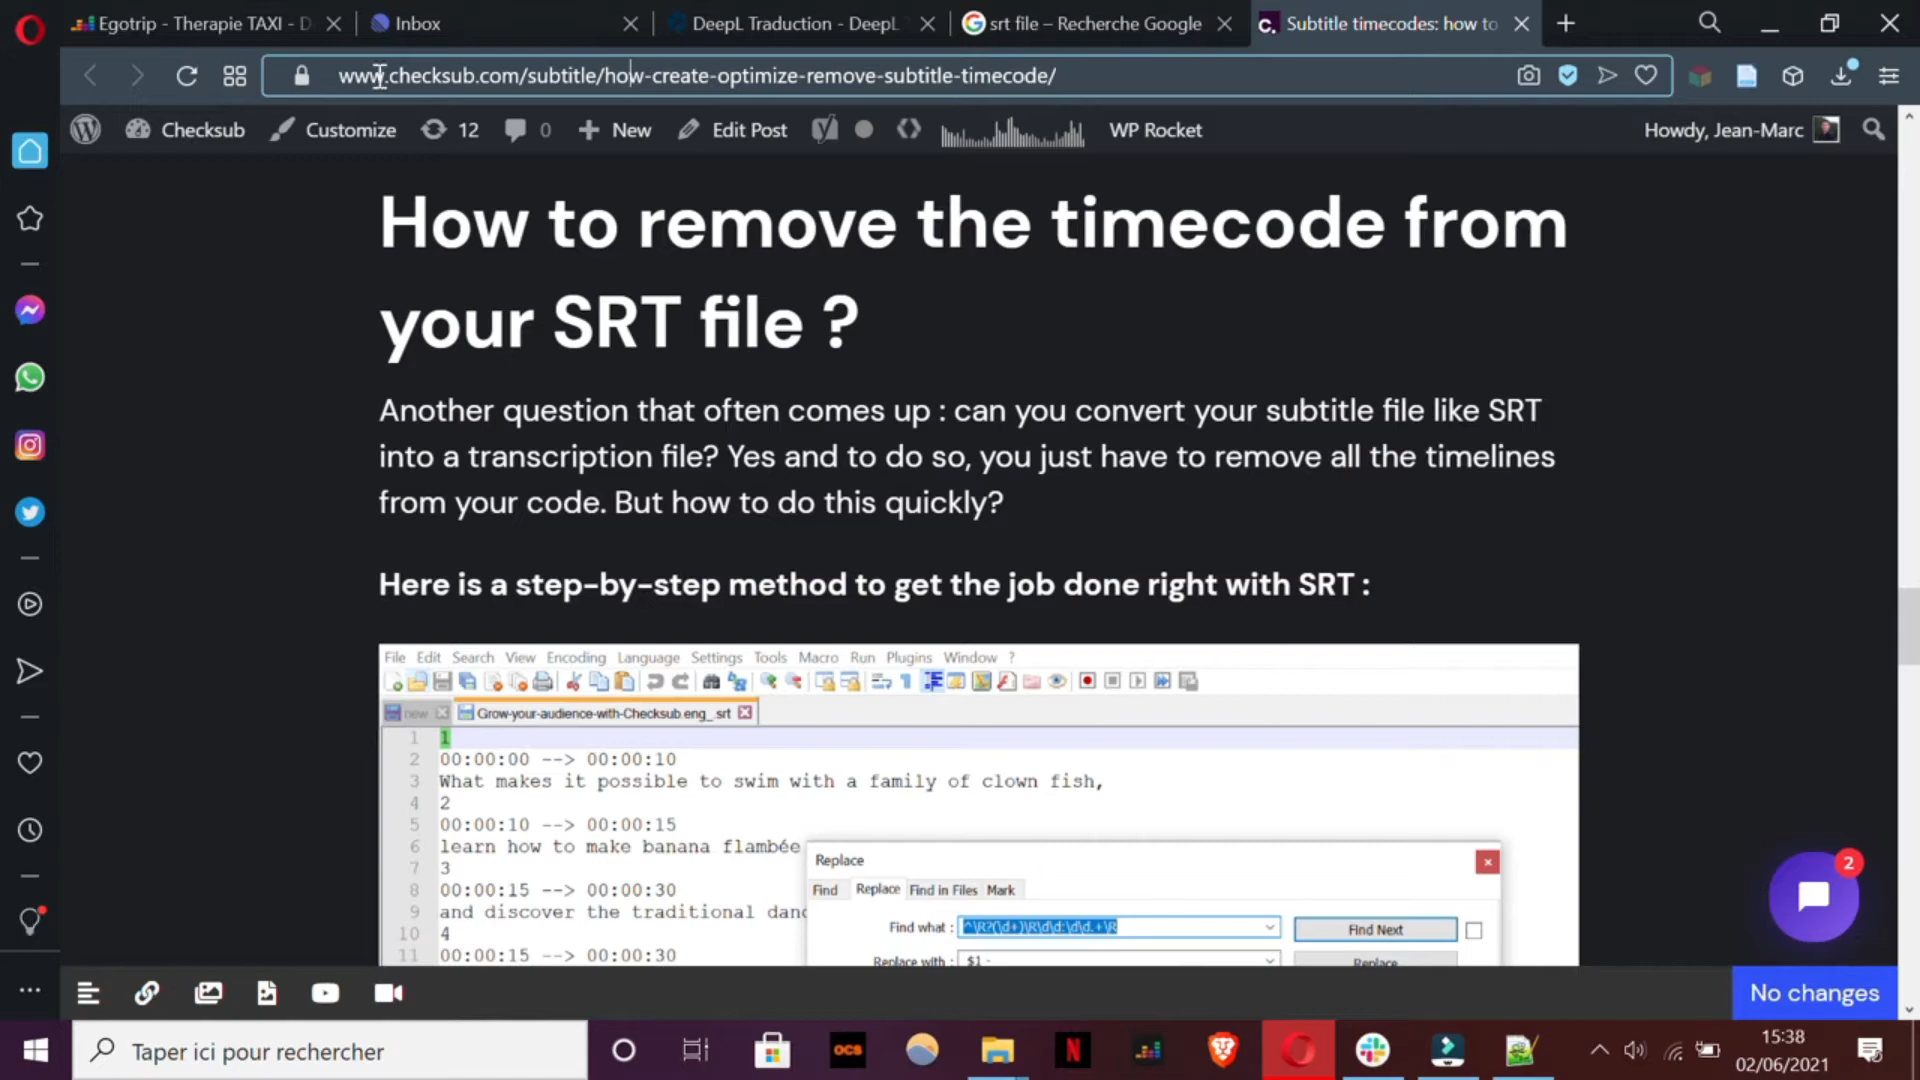 Egotrip - Therapie TAXI - D
Inbox
DeepL Traduction - DeepL
srt file – Recherche Google
Subtitle timecodes: how to
www.checksub.com/subtitle/how-create-optimize-remove-subtitle-timecode/
Checksub
Customize
12
0
New
Edit Post
WP Rocket
Howdy, Jean-Marc
How to remove the timecode from
your SRT file ?
Another question that often comes up : can you convert your subtitle file like SRT
into a transcription file? Yes and to do so, you just have to remove all the timelines
from your code. But how to do this quickly?
Here is a step-by-step method to get the job done right with SRT :
File Edit Search View Encoding Language Settings Tools Macro Run Plugins Window ?
new
Grow-your-audience-with-Checksub.eng_.srt
1 1
2 00:00:00 --> 00:00:10
3 What makes it possible to swim with a family of clown fish,
4 2
5 00:00:10 --> 00:00:15
6 learn how to make banana flambée
7 3
8 00:00:15 --> 00:00:30
9 and discover the traditional danc
10 4
11 00:00:15 --> 00:00:30
Replace
Find Replace Find in Files Mark
Find what : ^\R?(\d+)\R\d\d:\d\d.+\R
Find Next
Replace with : $1 -
Replace
2
No changes
Taper ici pour rechercher
OCS
N
15:38
02/06/2021